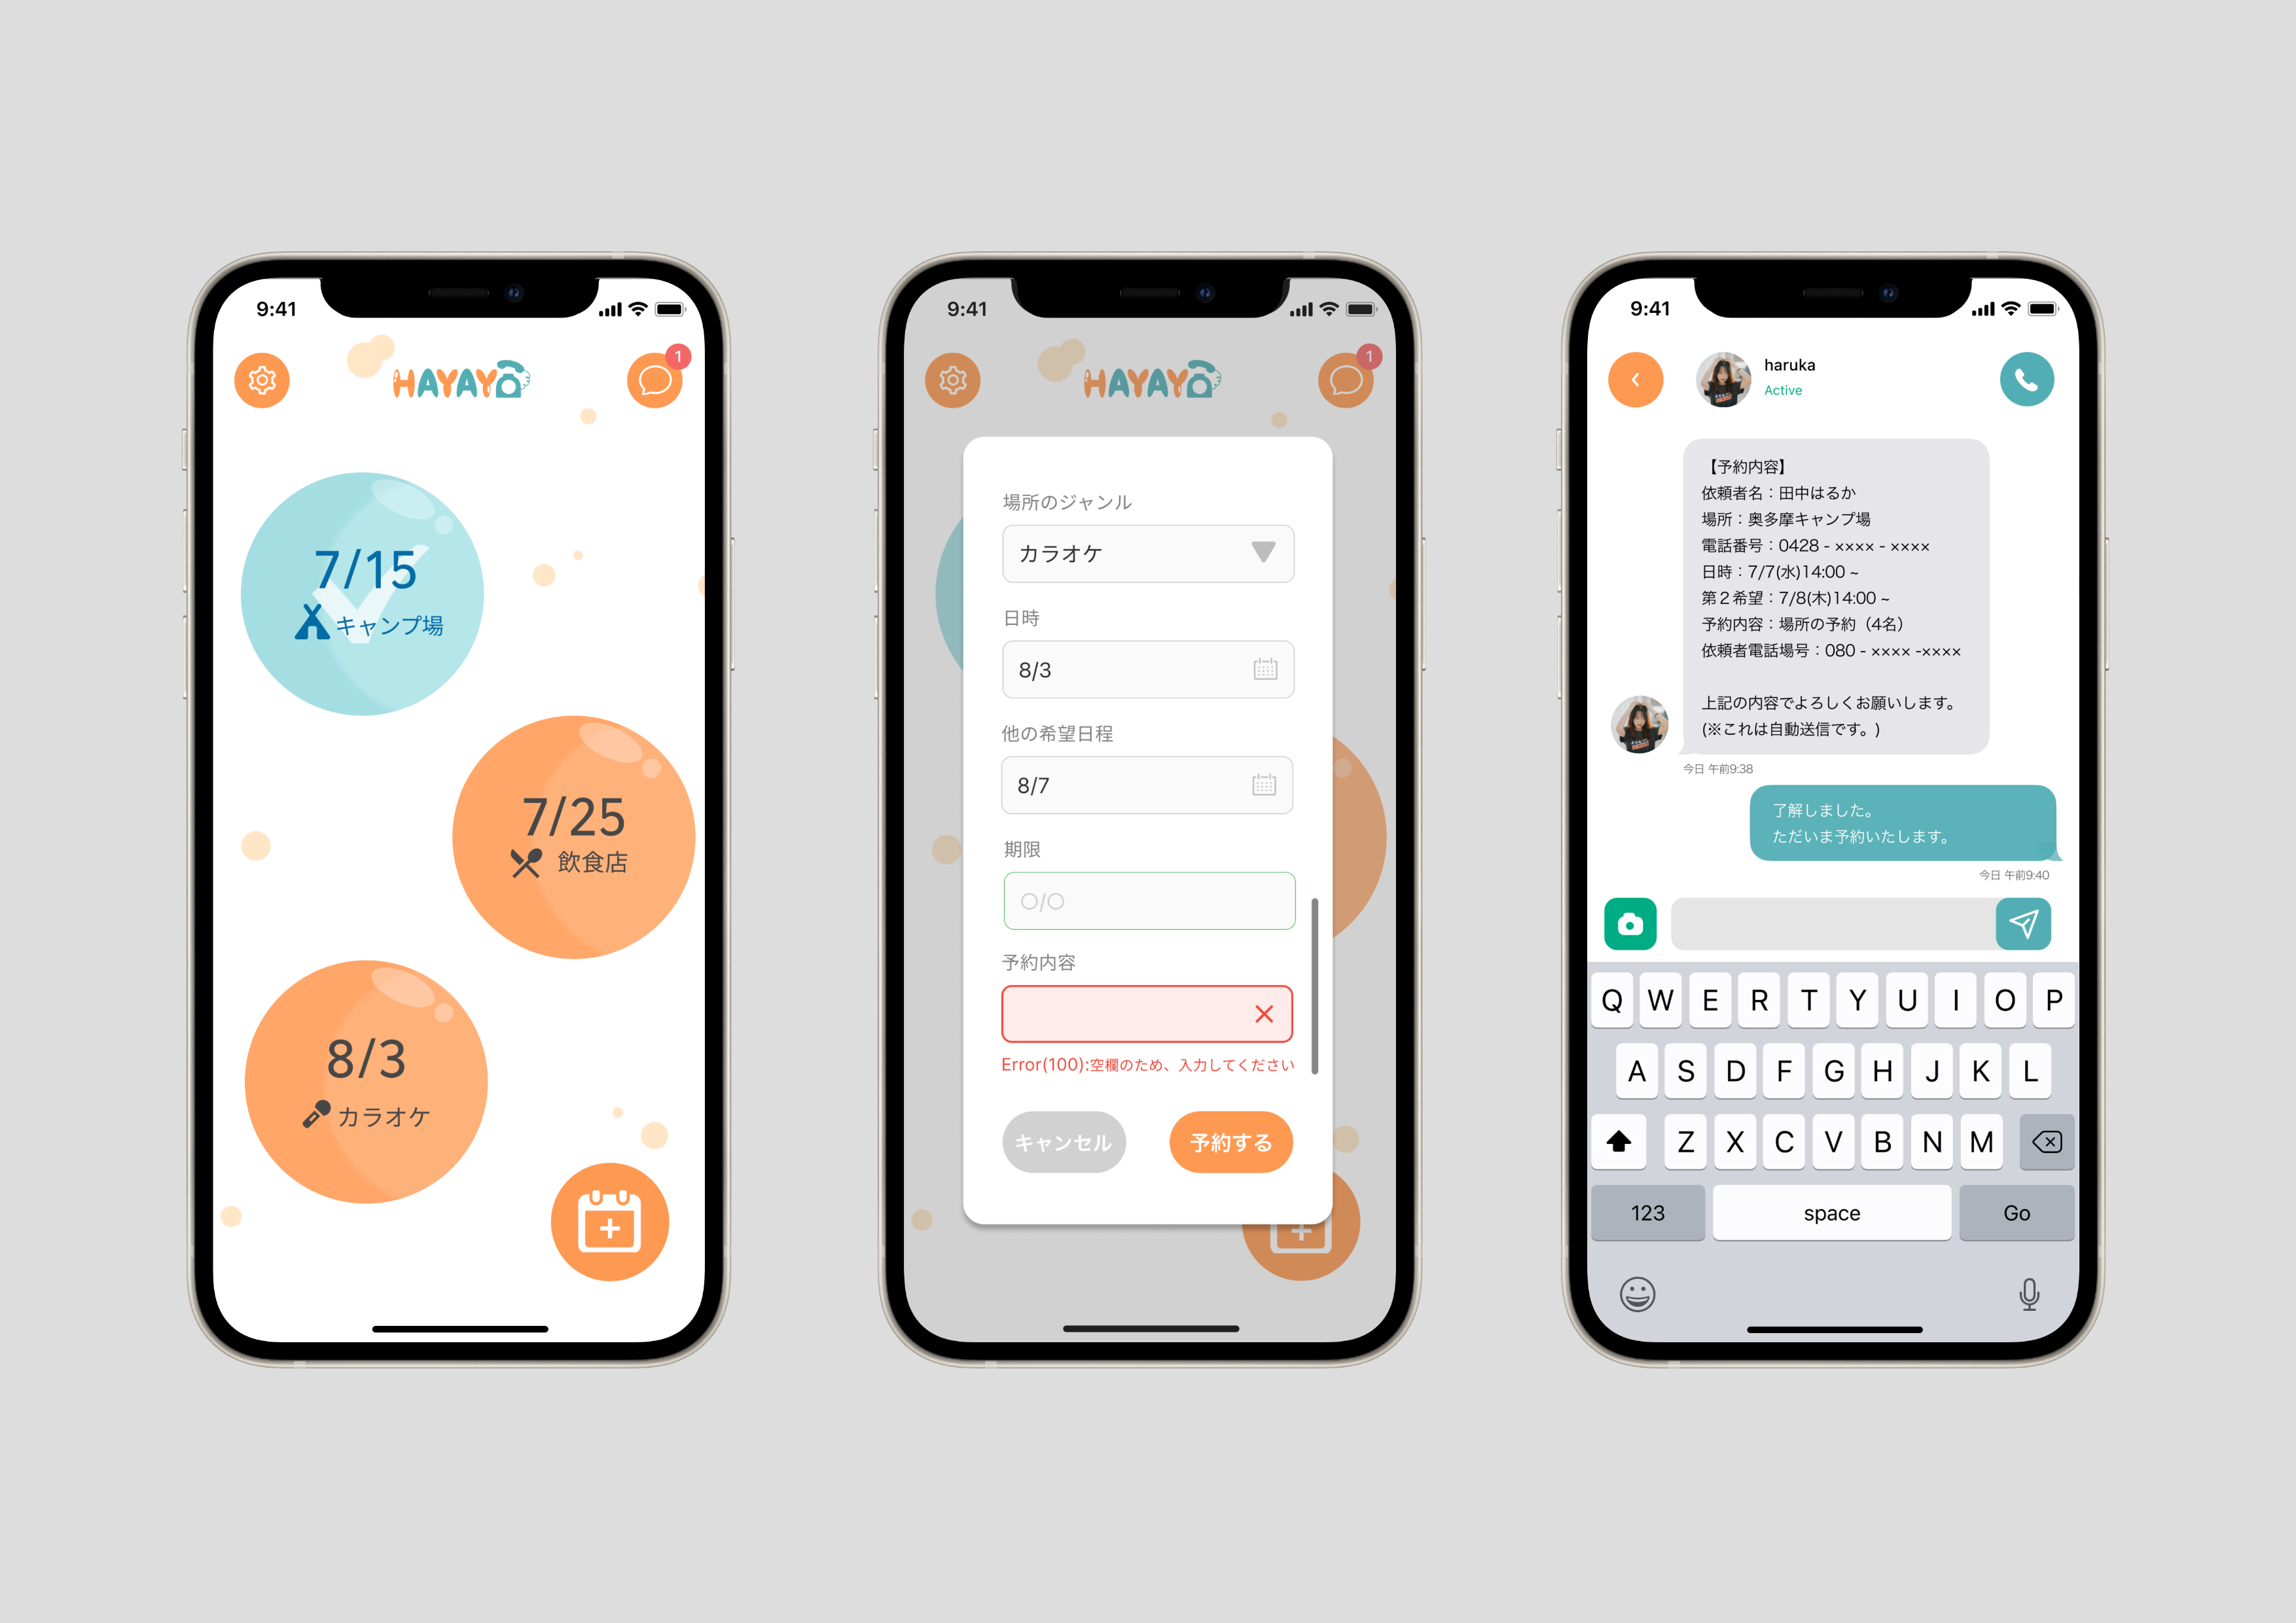 9:41
HAYAYO
1
7/15
キャンプ場
7/25
飲食店
8/3
カラオケ
9:41
HAYAYO
1
場所のジャンル
カラオケ
日時
8/3
他の希望日程
8/7
期限
○/○
予約内容
Error(100):空欄のため、入力してください
キャンセル
予約する
9:41
haruka
Active
【予約内容】
依頼者名：田中はるか
場所：奥多摩キャンプ場
電話番号：0428 - ×××× - ××××
日時：7/7(水)14:00 ~
第２希望：7/8(木)14:00 ~
予約内容：場所の予約（4名）
依頼者電話場号：080 - ×××× -××××
上記の内容でよろしくお願いします。
(※これは自動送信です。)
今日 午前9:38
了解しました。
ただいま予約いたします。
今日 午前9:40
Q W E R T Y U I O P
A S D F G H J K L
Z X C V B N M
123 space Go